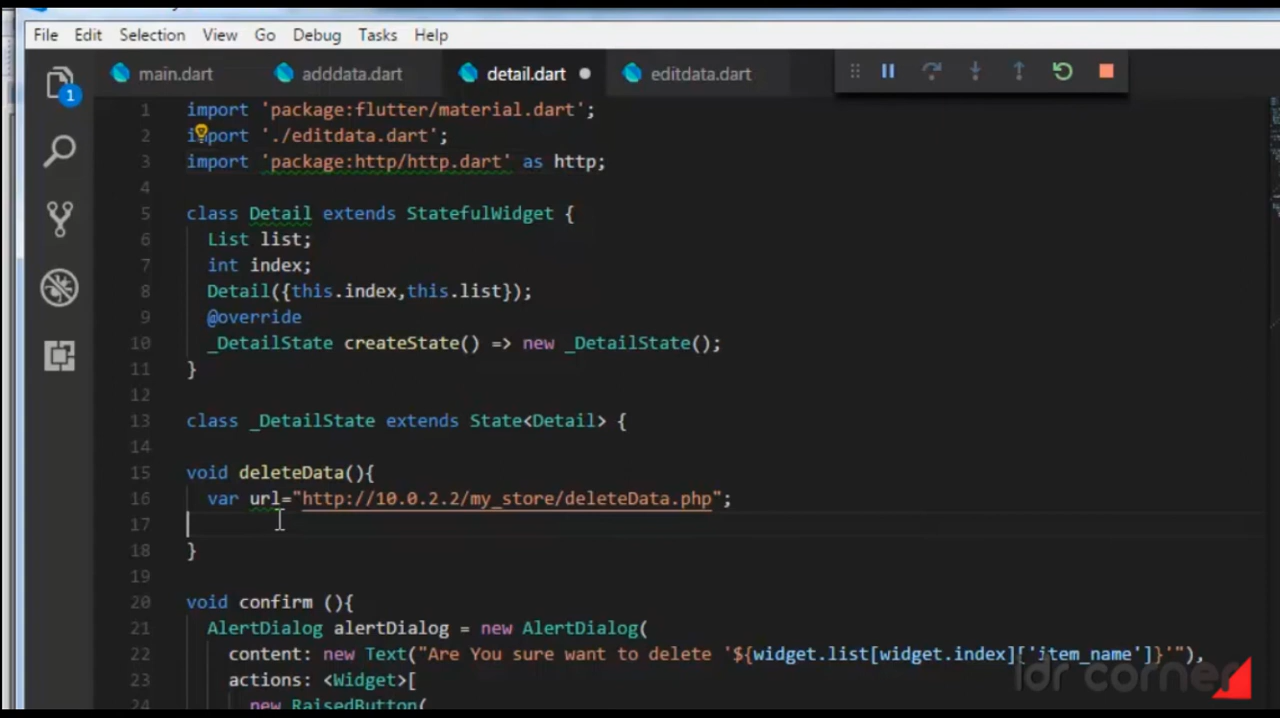 File Edit Selection View Go Debug Tasks Help
main.dart adddata.dart detail.dart editdata.dart
1
1 import 'package:flutter/material.dart';
2 import './editdata.dart';
3 import 'package:http/http.dart' as http;
4
5 class Detail extends StatefulWidget {
6 List list;
7 int index;
8 Detail({this.index,this.list});
9 @override
10 _DetailState createState() => new _DetailState();
11 }
12
13 class _DetailState extends State<Detail> {
14
15 void deleteData(){
16 var url="http://10.0.2.2/my_store/deleteData.php";
17
18 }
19
20 void confirm (){
21 AlertDialog alertDialog = new AlertDialog(
22 content: new Text("Are You sure want to delete '${widget.list[widget.index]['item_name']}'"),
23 actions: <Widget>[
24 new RaisedButton(
idr corner